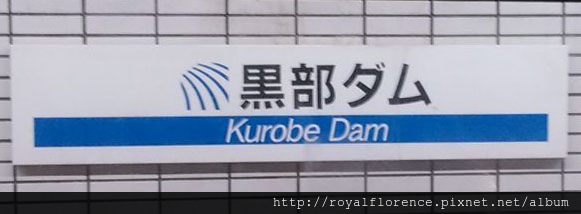 黒部ダム
Kurobe Dam
http://royalflorence.pixnet.net/album